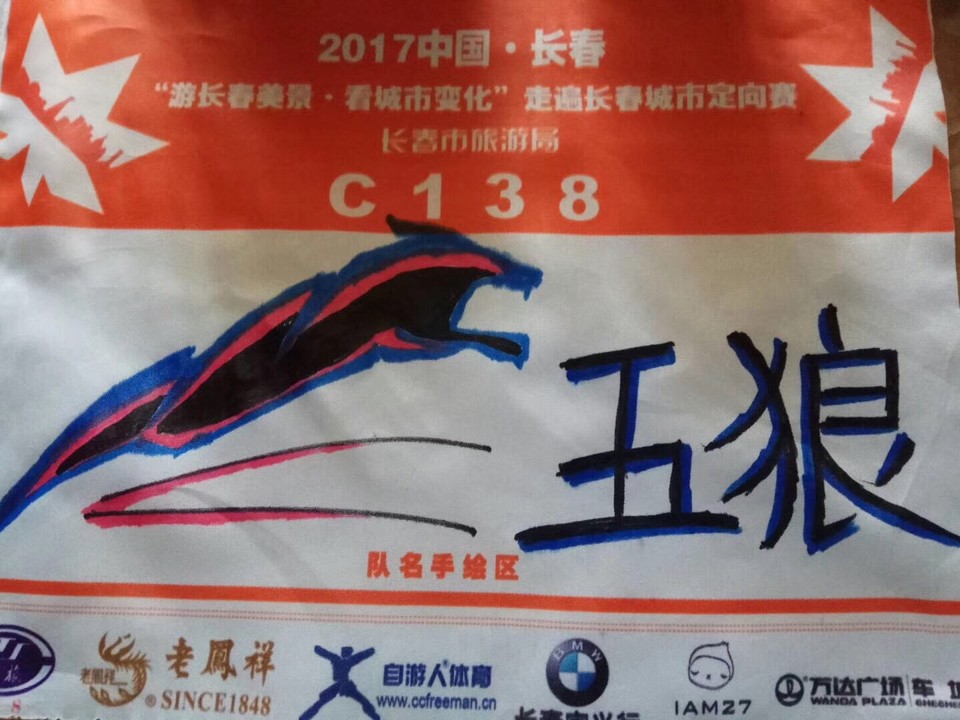 2017中国·长春
“游长春美景·看城市变化”走遍长春城市定向赛
长春市旅游局
C138
五狼
队名手绘区
老鳳祥
®SINCE1848
自游人®体育
www.ccfreeman.cn
BMW
IAM27
万达广场
WANDA PLAZA
车城